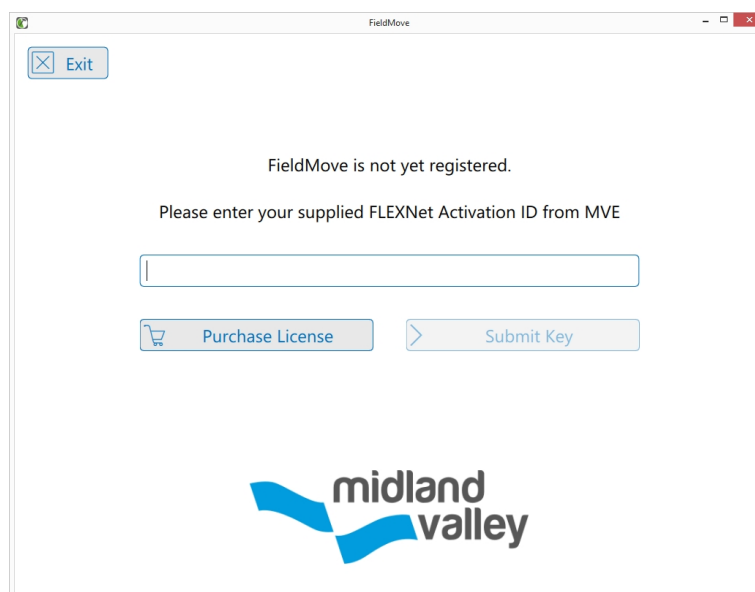 FieldMove
Exit
FieldMove is not yet registered.
Please enter your supplied FLEXNet Activation ID from MVE
Purchase License
Submit Key
midland
valley